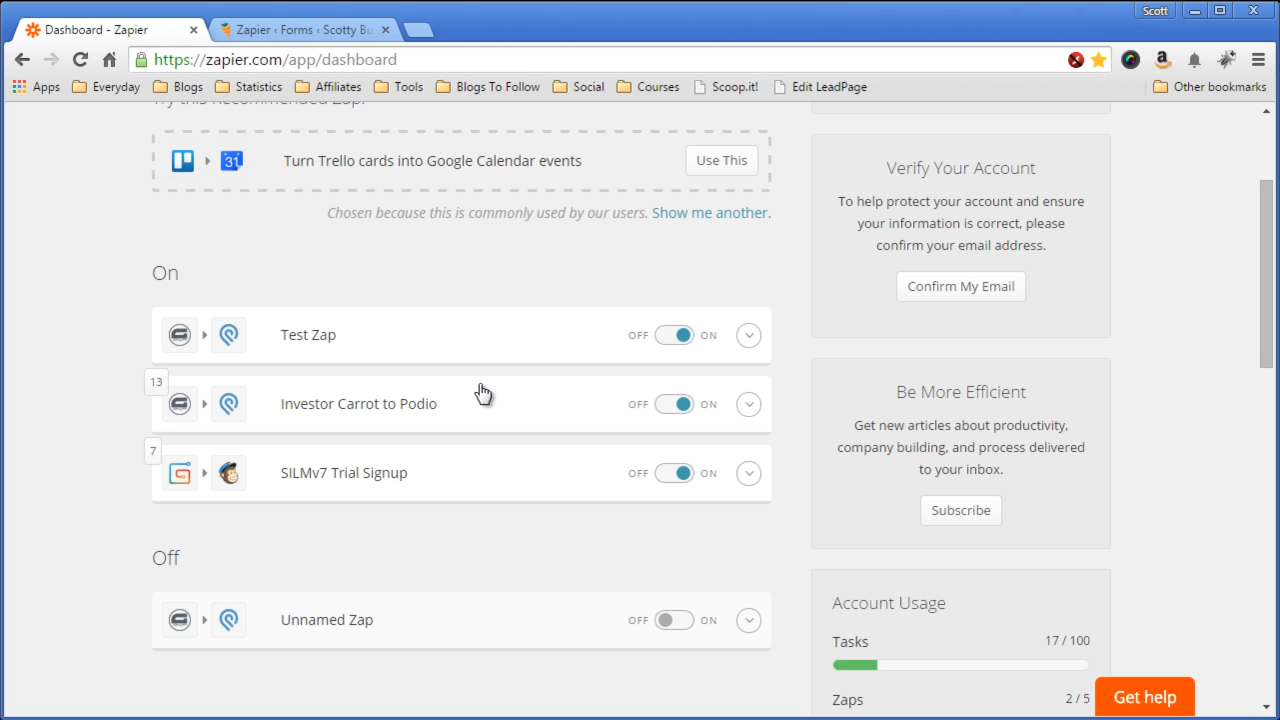 Scott
Dashboard - Zapier
Zapier ‹ Forms ‹ Scotty Bu
https://zapier.com/app/dashboard
Apps Everyday Blogs Statistics Affiliates Tools Blogs To Follow Social Courses Scoop.it! Edit LeadPage Other bookmarks
Try this Recommended Zap:
31
Turn Trello cards into Google Calendar events
Use This
Chosen because this is commonly used by our users. Show me another.
On
Test Zap
OFF ON
13
Investor Carrot to Podio
OFF ON
7
SILMv7 Trial Signup
OFF ON
Off
Unnamed Zap
OFF ON
Verify Your Account
To help protect your account and ensure
your information is correct, please
confirm your email address.
Confirm My Email
Be More Efficient
Get new articles about productivity,
company building, and process delivered
to your inbox.
Subscribe
Account Usage
Tasks 17 / 100
Zaps 2 / 5
Get help